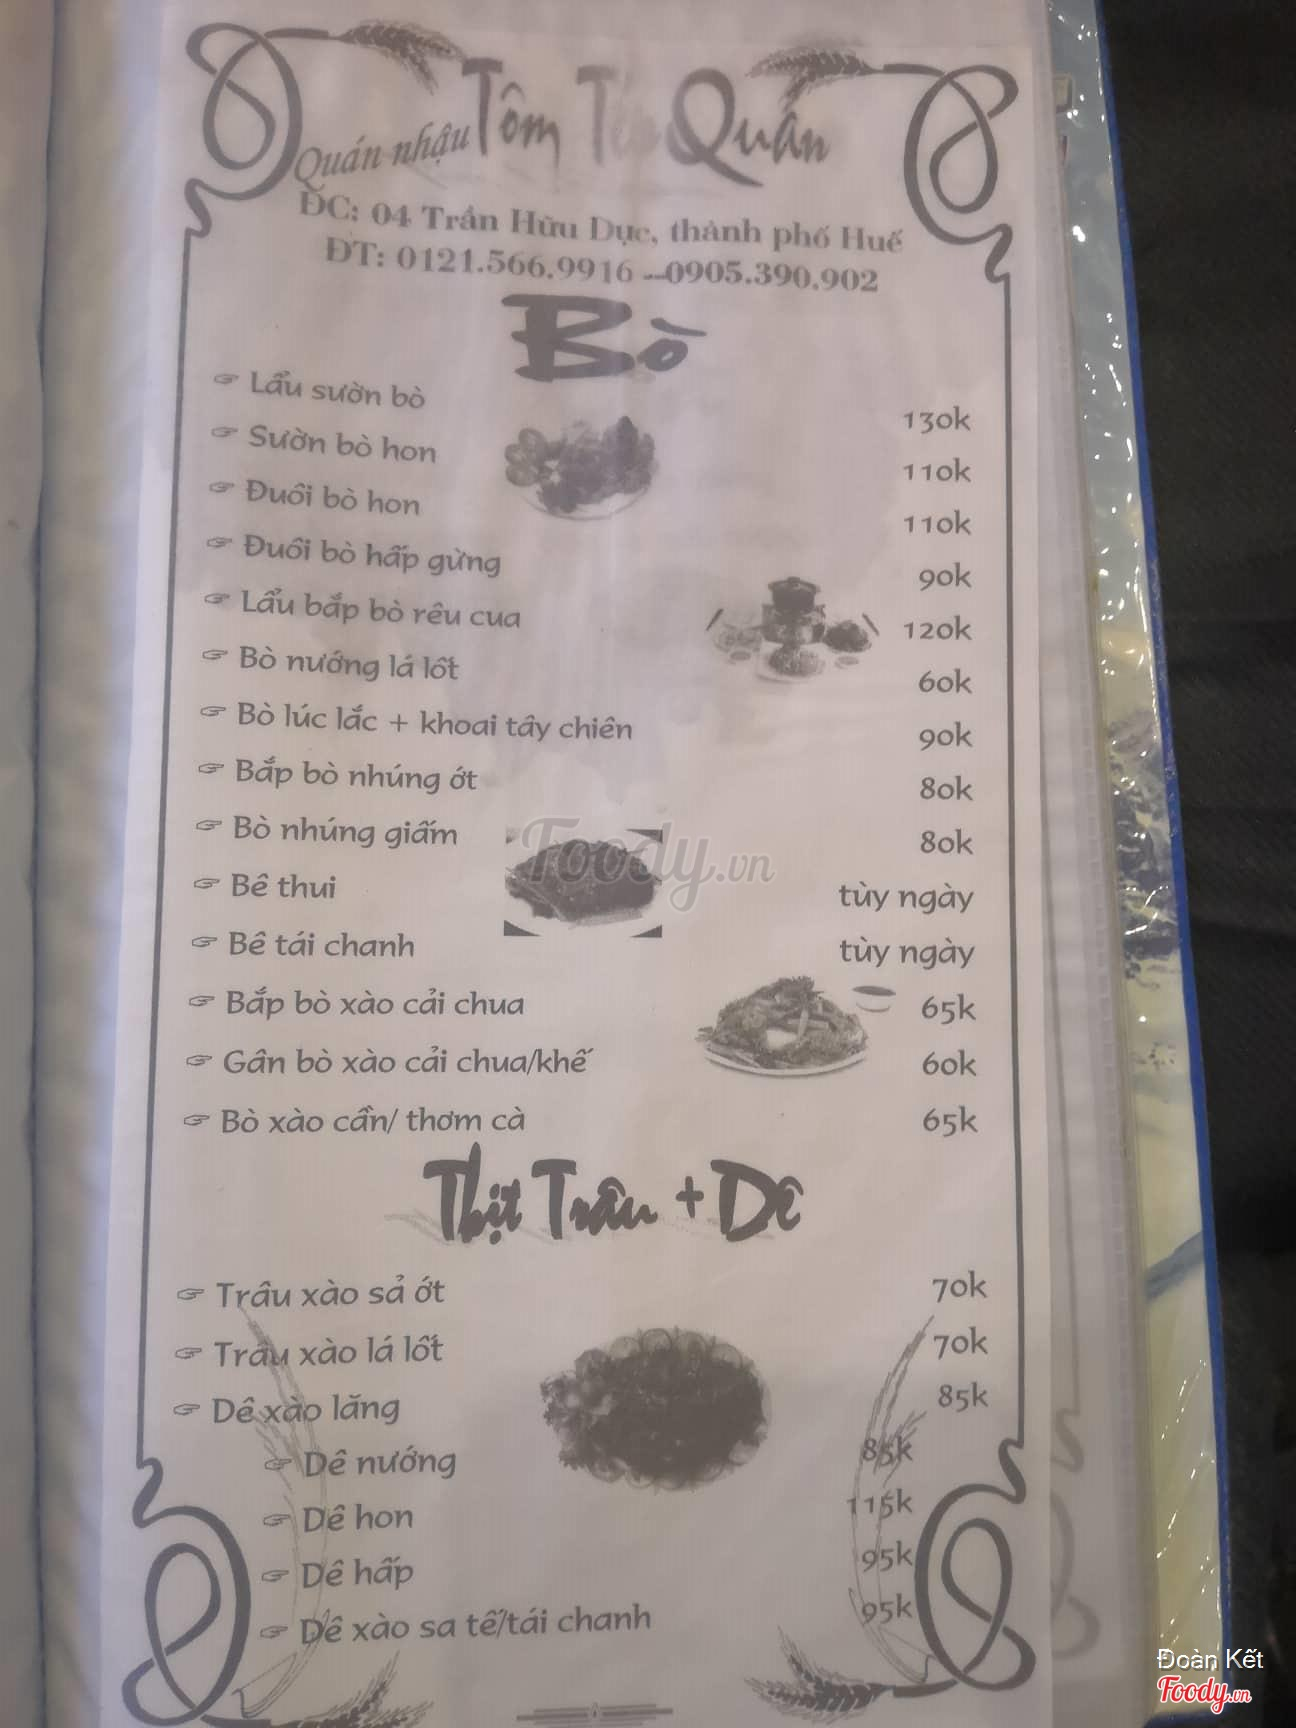 Quán nhậu Tôm Quán
ĐC: 04 Trần Hữu Dục, thành phố Huế
ĐT: 0121.566.9916 -0905.390.902
Bò
Lẩu sườn bò 130k
Sườn bò hon 110k
Đuôi bò hon 110k
Đuôi bò hấp gừng 90k
Lẩu bắp bò rêu cua 120k
Bò nướng lá lốt 60k
Bò lúc lắc + khoai tây chiên 90k
Bắp bò nhúng ớt 80k
Bò nhúng giấm 80k
Bê thui tùy ngày
Bê tái chanh tùy ngày
Bắp bò xào cải chua 65k
Gân bò xào cải chua/khế 60k
Bò xào cần/ thơm cà 65k
Thịt Trâu + Dê
Trâu xào sả ớt 70k
Trâu xào lá lốt 70k
Dê xào lăng 85k
Dê nướng 85k
Dê hon 115k
Dê hấp 95k
Dê xào sa tế/tái chanh 95k
Foody.vn
Đoàn Kết
Foody.vn